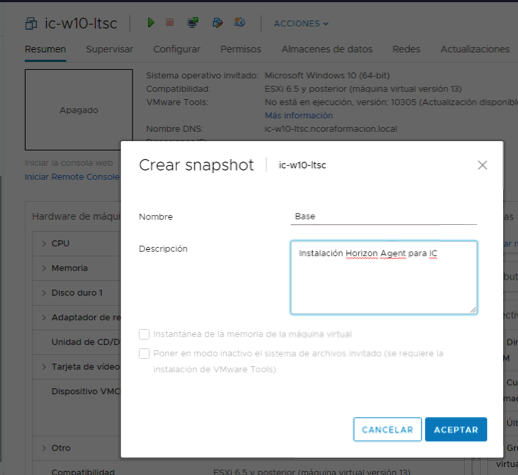 ic-w10-ltsc
ACCIONES
Resumen Supervisar Configurar Permisos Almacenes de datos Redes Actualizaciones
Apagado
Sistema operativo invitado: Microsoft Windows 10 (64-bit)
Compatibilidad: ESXi 6.5 y posterior (máquina virtual versión 13)
VMware Tools: No está en ejecución, versión: 10305 (Actualización disponible
Más información
Nombre DNS: ic-w10-ltsc.ncoraformacion.local
Iniciar la consola web
Iniciar Remote Console
Crear snapshot ic-w10-ltsc
Nombre Base
Descripción Instalación Horizon Agent para IC
Instantánea de la memoria de la máquina virtual
Poner en modo inactivo el sistema de archivos invitado (se requiere la
instalación de VMware Tools)
CANCELAR ACEPTAR
Hardware de máqui
CPU
Memoria
Disco duro 1
Adaptador de re
Unidad de CD/D
Tarjeta de vídeo
Dispositivo VMC
Otro
Compatibilidad ESXi 6.5 y posterior (máquina virtual versión 13)